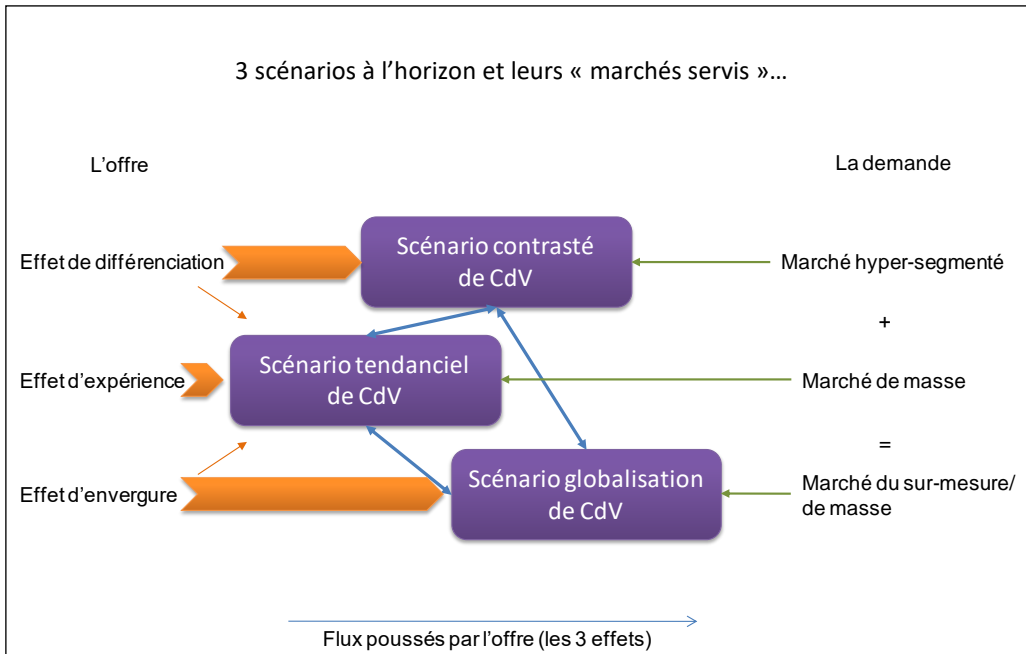 3 scénarios à l’horizon et leurs « marchés servis »…
L’offre
La demande
Effet de différenciation
Scénario contrasté
de CdV
Marché hyper-segmenté
+
Effet d’expérience
Scénario tendanciel
de CdV
Marché de masse
=
Effet d’envergure
Scénario globalisation
de CdV
Marché du sur-mesure/
de masse
Flux poussés par l’offre (les 3 effets)